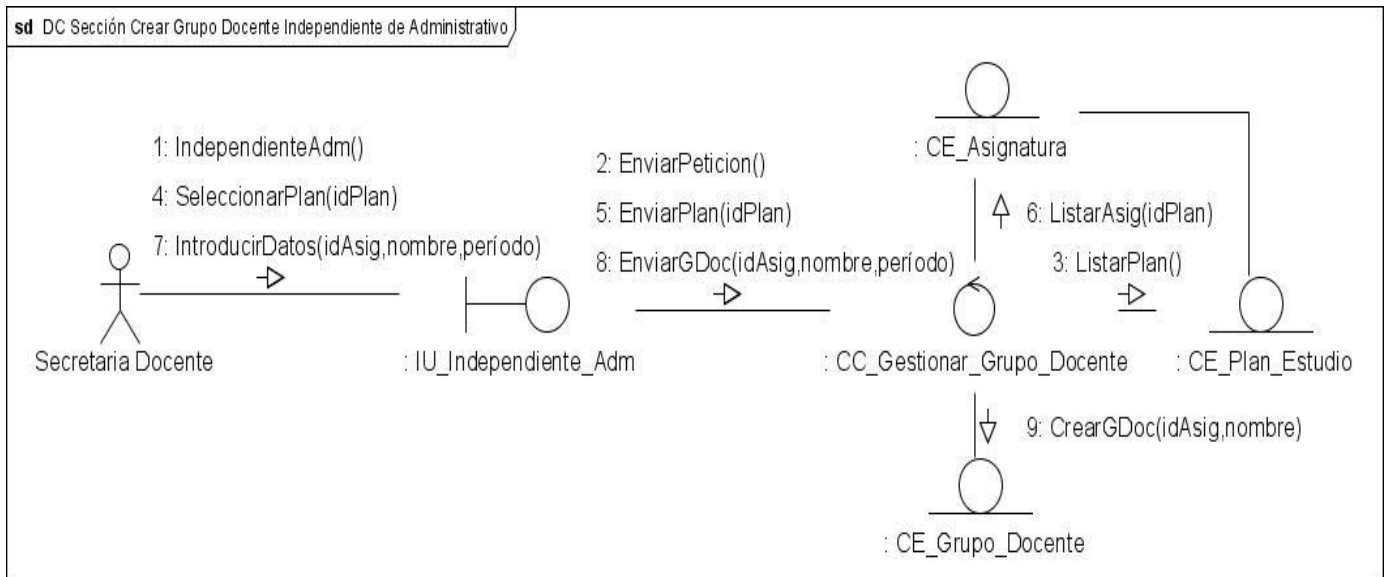 sd DC Sección Crear Grupo Docente Independiente de Administrativo
1: IndependienteAdm()
4: SeleccionarPlan(idPlan)
7: IntroducirDatos(idAsig,nombre,período)
Secretaria Docente
: IU_Independiente_Adm
2: EnviarPeticion()
5: EnviarPlan(idPlan)
8: EnviarGDoc(idAsig,nombre,período)
: CE_Asignatura
6: ListarAsig(idPlan)
3: ListarPlan()
: CC_Gestionar_Grupo_Docente
: CE_Plan_Estudio
9: CrearGDoc(idAsig,nombre)
: CE_Grupo_Docente